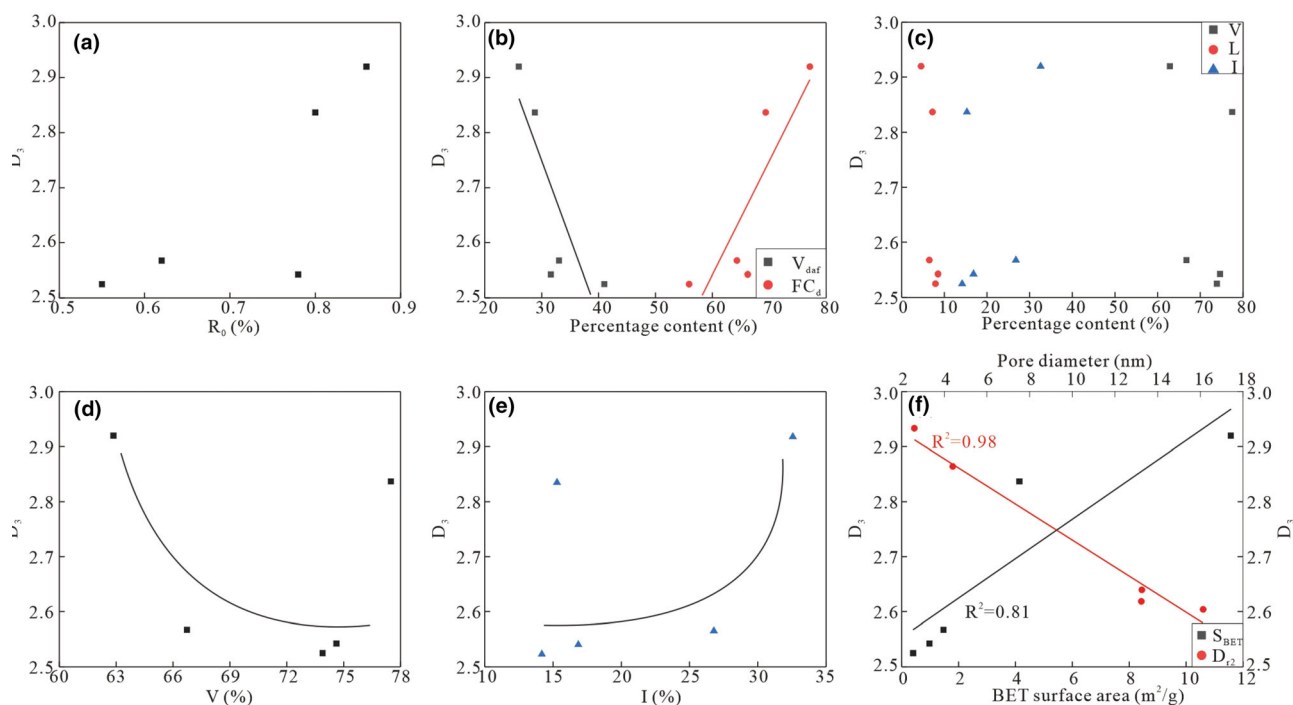 (a)
3.0
2.9
2.8
2.7
2.6
2.5
D3
0.5 0.6 0.7 0.8 0.9
R0 (%)
(b)
3.0
2.9
2.8
2.7
2.6
2.5
D3
Vdaf
FCd
20 30 40 50 60 70 80
Percentage content (%)
(c)
3.0
2.9
2.8
2.7
2.6
2.5
D3
V
L
I
0 10 20 30 40 50 60 70 80
Percentage content (%)
(d)
3.0
2.9
2.8
2.7
2.6
2.5
D3
60 63 66 69 72 75 78
V (%)
(e)
3.0
2.9
2.8
2.7
2.6
2.5
D3
10 15 20 25 30 35
I (%)
Pore diameter (nm)
2 4 6 8 10 12 14 16 18
(f)
3.0
2.9
2.8
2.7
2.6
2.5
D3
R²=0.98
R²=0.81
SBET
Dr2
3.0
2.9
2.8
2.7
2.6
2.5
D3
0 2 4 6 8 10 12
BET surface area (m²/g)